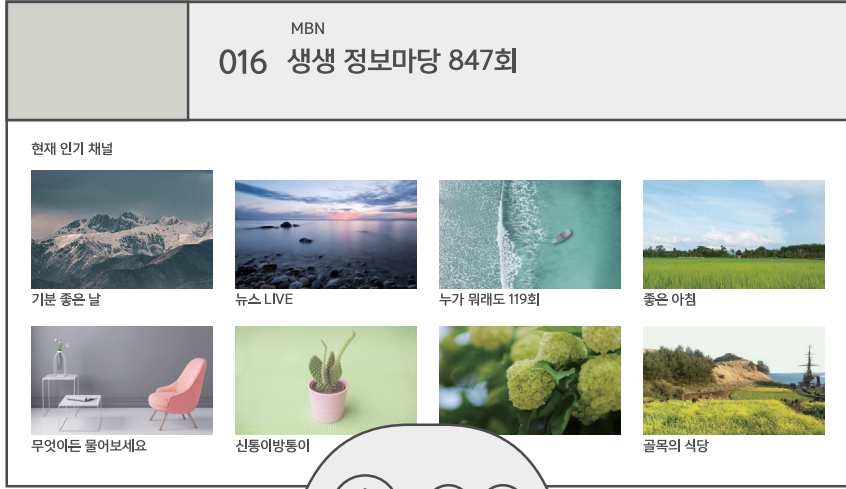 MBN
016 생생 정보마당 847회
현재 인기 채널
기분 좋은 날
뉴스 LIVE
누가 뭐래도 119회
좋은 아침
무엇이든 물어보세요
신통이방통이
골목의 식당